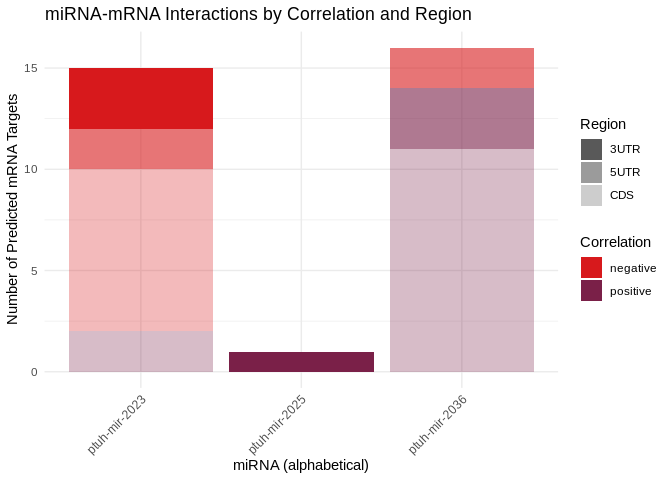 miRNA-mRNA Interactions by Correlation and Region
Number of Predicted mRNA Targets
15
10
5
0
ptuh-mir-2023
ptuh-mir-2025
ptuh-mir-2036
miRNA (alphabetical)
Region
3UTR
5UTR
CDS
Correlation
negative
positive